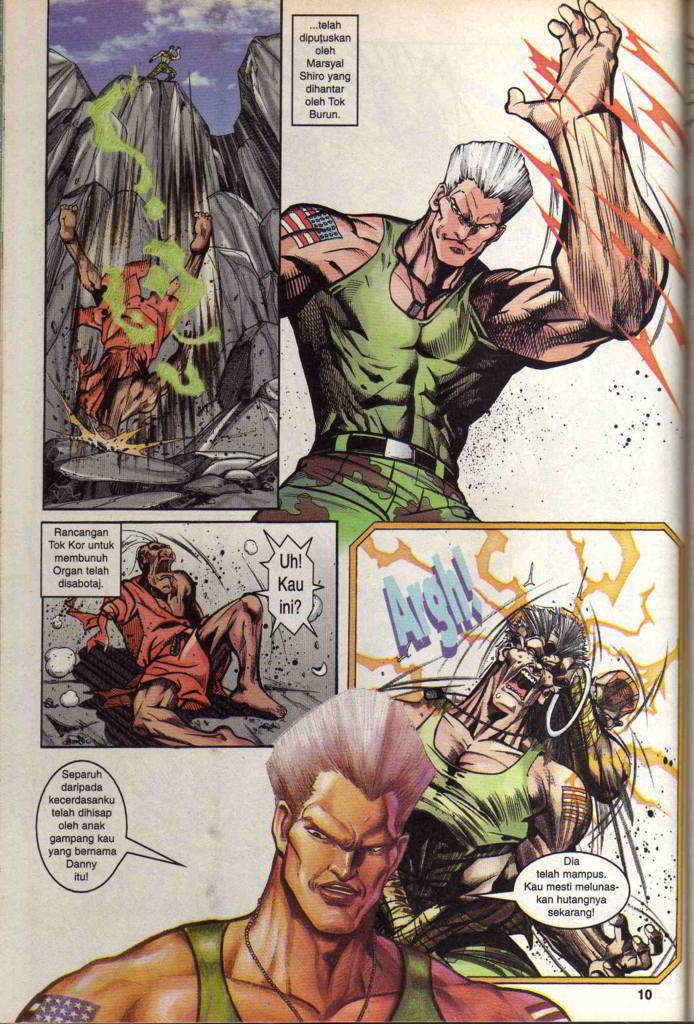 ...telah
diputuskan
oleh
Marsyal
Shiro yang
dihantar
oleh Tok
Burun.
Rancangan
Tok Kor untuk
membunuh
Organ telah
disabotaj.
Uh!
Kau
ini?
Argh!
Separuh
daripada
kecerdasanku
telah dihisap
oleh anak
gampang kau
yang bernama
Danny
itu!
Dia
telah mampus.
Kau mesti melunas-
kan hutangnya
sekarang!
10